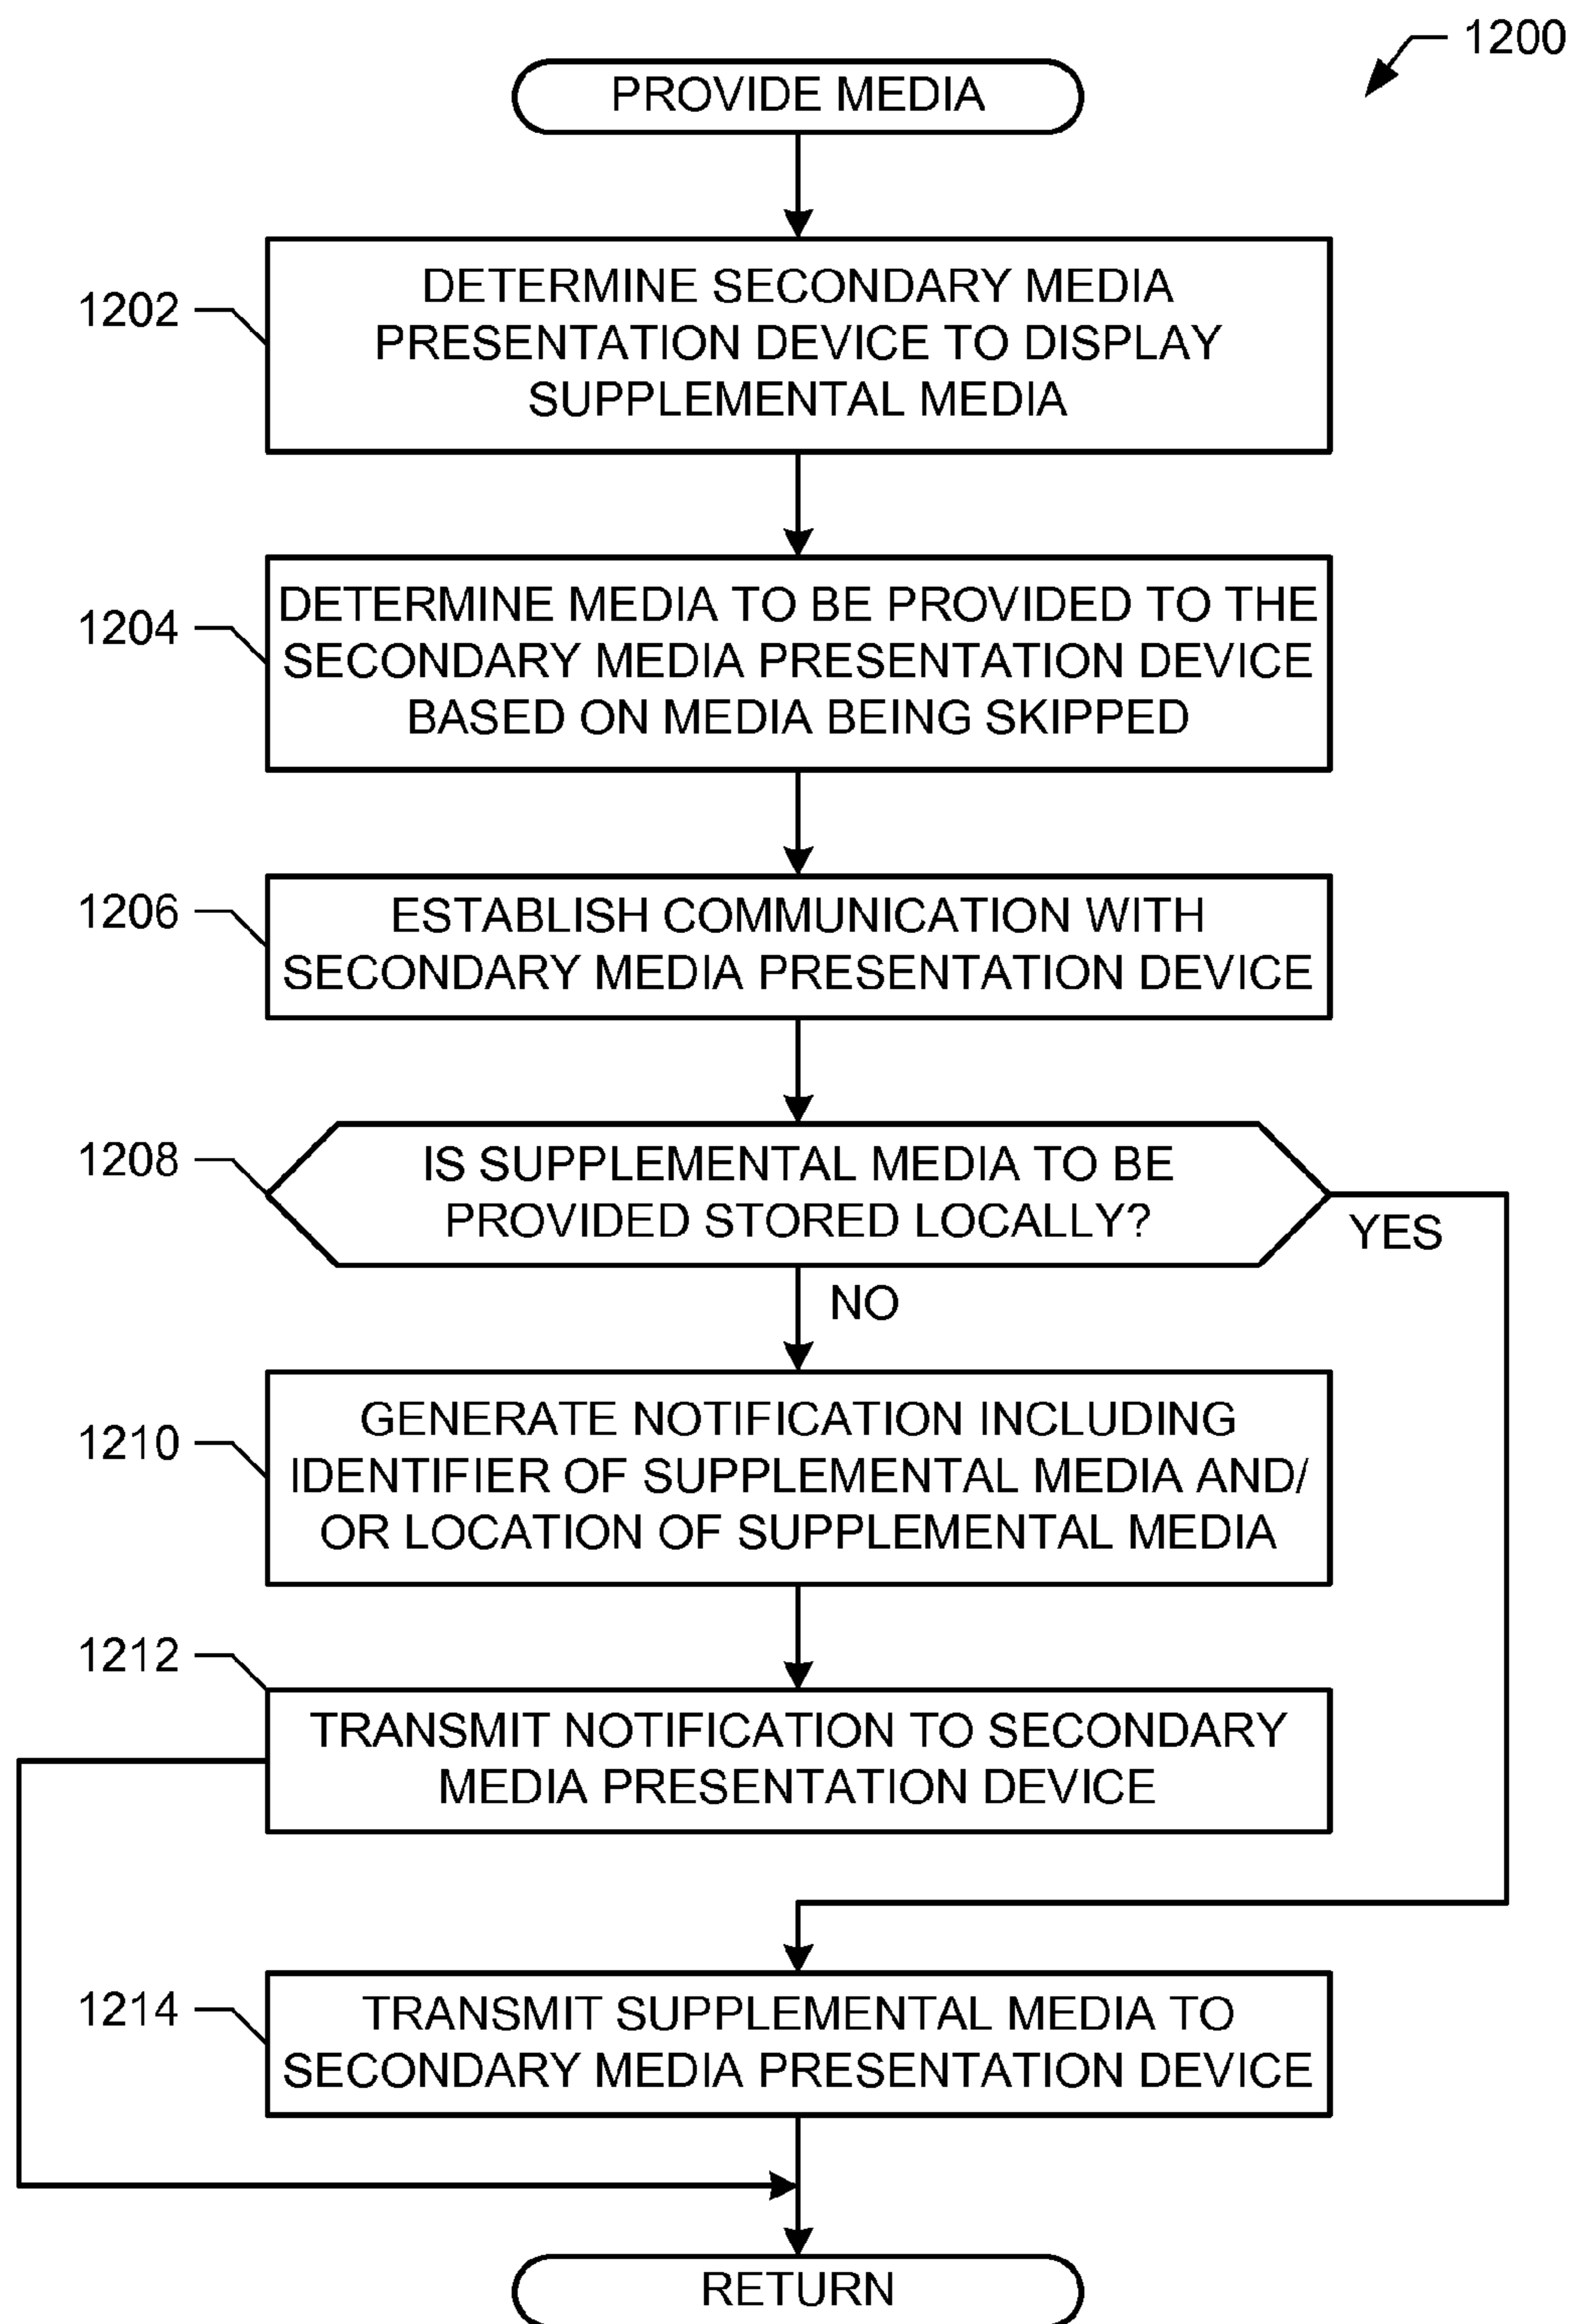 1200
PROVIDE MEDIA
1202
DETERMINE SECONDARY MEDIA
PRESENTATION DEVICE TO DISPLAY
SUPPLEMENTAL MEDIA
1204
DETERMINE MEDIA TO BE PROVIDED TO THE
SECONDARY MEDIA PRESENTATION DEVICE
BASED ON MEDIA BEING SKIPPED
1206
ESTABLISH COMMUNICATION WITH
SECONDARY MEDIA PRESENTATION DEVICE
1208
IS SUPPLEMENTAL MEDIA TO BE
PROVIDED STORED LOCALLY?
YES
NO
1210
GENERATE NOTIFICATION INCLUDING
IDENTIFIER OF SUPPLEMENTAL MEDIA AND/
OR LOCATION OF SUPPLEMENTAL MEDIA
1212
TRANSMIT NOTIFICATION TO SECONDARY
MEDIA PRESENTATION DEVICE
1214
TRANSMIT SUPPLEMENTAL MEDIA TO
SECONDARY MEDIA PRESENTATION DEVICE
RETURN